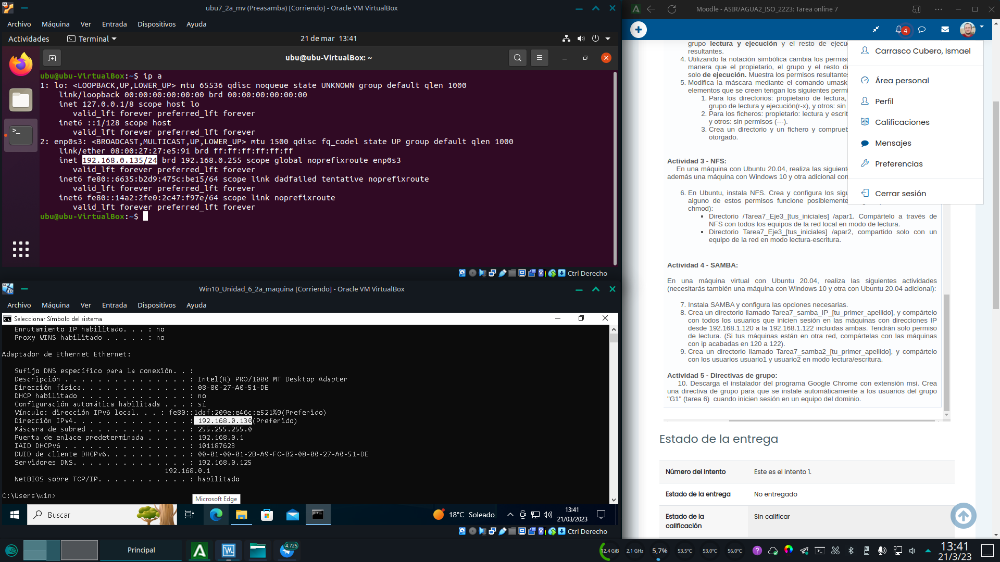 ubu7_2a_mv (Preasamba) [Corriendo] - Oracle VM VirtualBox
Archivo Máquina Ver Entrada Dispositivos Ayuda
Actividades Terminal 21 de mar 13:41
ubu@ubu-VirtualBox: ~
ubu@ubu-VirtualBox:~$ ip a
1: lo: <LOOPBACK,UP,LOWER_UP> mtu 65536 qdisc noqueue state UNKNOWN group default qlen 1000
link/loopback 00:00:00:00:00:00 brd 00:00:00:00:00:00
inet 127.0.0.1/8 scope host lo
valid_lft forever preferred_lft forever
inet6 ::1/128 scope host
valid_lft forever preferred_lft forever
2: enp0s3: <BROADCAST,MULTICAST,UP,LOWER_UP> mtu 1500 qdisc fq_codel state UP group default qlen 1000
link/ether 08:00:27:27:e5:91 brd ff:ff:ff:ff:ff:ff
inet 192.168.0.135/24 brd 192.168.0.255 scope global noprefixroute enp0s3
valid_lft forever preferred_lft forever
inet6 fe80::6635:b2d9:475c:be15/64 scope link dadfailed tentative noprefixroute
valid_lft forever preferred_lft forever
inet6 fe80::14a2:2fe0:2c47:f97e/64 scope link noprefixroute
valid_lft forever preferred_lft forever
ubu@ubu-VirtualBox:~$
Ctrl Derecho
Win10_Unidad_6_2a_maquina [Corriendo] - Oracle VM VirtualBox
Archivo Máquina Ver Entrada Dispositivos Ayuda
Seleccionar Símbolo del sistema
Enrutamiento IP habilitado. . . : no
Proxy WINS habilitado . . . . . : no
Adaptador de Ethernet Ethernet:
Sufijo DNS específico para la conexión. . :
Descripción . . . . . . . . . . . . . . . : Intel(R) PRO/1000 MT Desktop Adapter
Dirección física. . . . . . . . . . . . . : 08-00-27-A0-51-DE
DHCP habilitado . . . . . . . . . . . . . : no
Configuración automática habilitada . . . : sí
Vínculo: dirección IPv6 local. . . : fe80::1daf:209e:e46c:e521%9(Preferido)
Dirección IPv4. . . . . . . . . . . . . . : 192.168.0.130(Preferido)
Máscara de subred . . . . . . . . . . . . : 255.255.255.0
Puerta de enlace predeterminada . . . . . : 192.168.0.1
IAID DHCPv6 . . . . . . . . . . . . . . . : 101187623
DUID de cliente DHCPv6. . . . . . . . . . : 00-01-00-01-2B-A9-FC-B2-08-00-27-A0-51-DE
Servidores DNS. . . . . . . . . . . . . . : 192.168.0.125
192.168.0.1
NetBIOS sobre TCP/IP. . . . . . . . . . . : habilitado
C:\Users\win>
Microsoft Edge
Buscar
18°C Soleado
13:41
21/03/2023
Ctrl Derecho
Moodle - ASIR/AGUA2_ISO_2223: Tarea online 7
4
Carrasco Cubero, Ismael
Área personal
Perfil
Calificaciones
Mensajes
Preferencias
Cerrar sesión
grupo lectura y ejecución y el resto de ejecu
resultantes.
4. Utilizando la notación simbólica cambia los permiso
manera que el propietario, el grupo y el resto de
solo de ejecución. Muestra los permisos resultantes
5. Modifica la máscara mediante el comando umask
elementos que se creen tengan los siguientes permi
1. Para los directorios: propietario de lectura,
grupo de lectura y ejecución(r-x), y otros: sin
2. Para los ficheros: propietario: lectura y escrit
y otros: sin permisos (---).
3. Crea un directorio y un fichero y comprueb
otorgado.
Actividad 3 - NFS:
En una máquina con Ubuntu 20.04, realiza las siguient
además una máquina con Windows 10 y otra adicional con
6. En Ubuntu, instala NFS. Crea y configura los sigu
alguno de estos permisos funcione posiblemente
chmod):
▪ Directorio /Tarea7_Eje3_[tus_iniciales] /apar1. Compártelo a través de
NFS con todos los equipos de la red local en modo de lectura.
▪ Directorio Tarea7_Eje3_[tus_iniciales] /apar2, compartido solo con un
equipo de la red en modo lectura-escritura.
Actividad 4 - SAMBA:
En una máquina virtual con Ubuntu 20.04, realiza las siguientes actividades
(necesitarás también una máquina con Windows 10 y otra con Ubuntu 20.04 adicional):
7. Instala SAMBA y configura las opciones necesarias.
8. Crea un directorio llamado Tarea7_samba_IP_[tu_primer_apellido], y compártelo
con todos los usuarios que inicien sesión en las máquinas con direcciones IP
desde 192.168.1.120 a la 192.168.1.122 incluidas ambas. Tendrán solo permiso
de lectura. (Si tus máquinas están en otra red, compártelas con las máquinas
con ip acabadas en 120 a 122).
9. Crea un directorio llamado Tarea7_samba2_[tu_primer_apellido], y compártelo
con los usuarios usuario1 y usuario2 en modo lectura/escritura.
Actividad 5 - Directivas de grupo:
10. Descarga el instalador del programa Google Chrome con extensión msi. Crea
una directiva de grupo para que se instale automáticamente a los usuarios del grupo
"G1" (tarea 6) cuando inicien sesión en un equipo del dominio.
Estado de la entrega
Número del intento Este es el intento 1.
Estado de la entrega No entregado
Estado de la calificación Sin calificar
Principal
4.725
12,4 GiB 2,1 GHz 5,7% 53,5°C 53,0°C 56,0°C
13:41
21/3/23